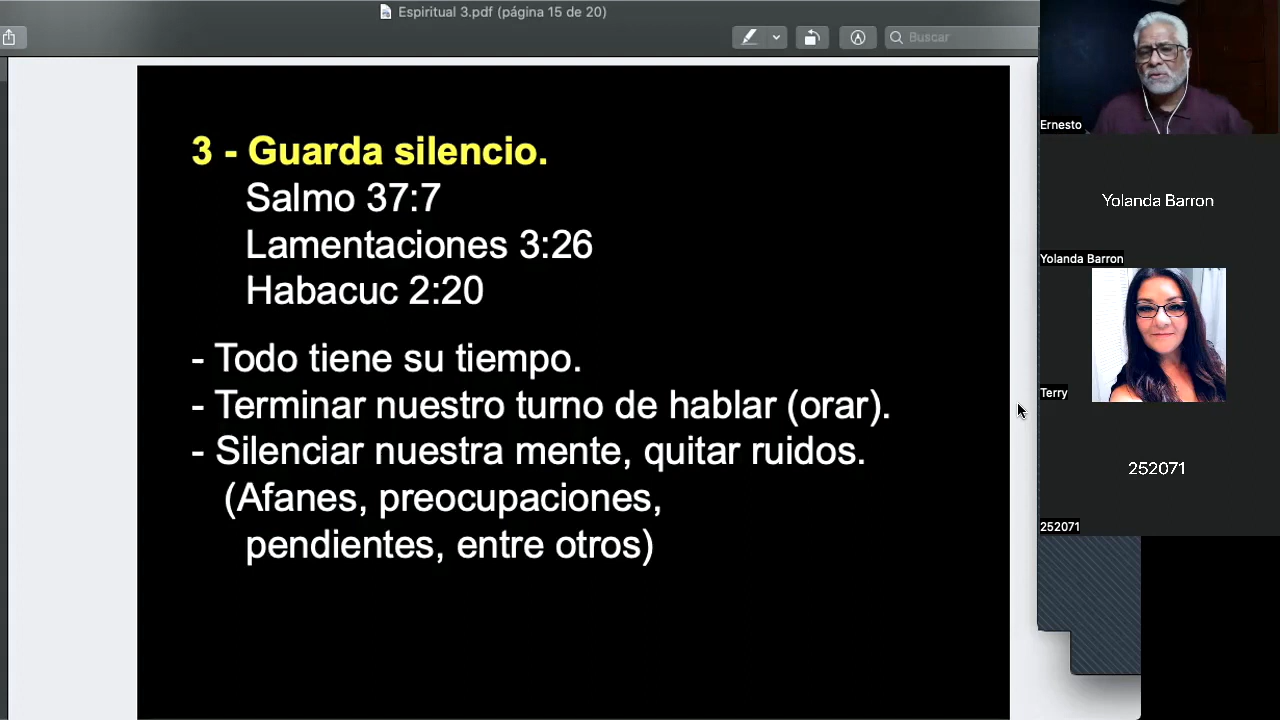 Espiritual 3.pdf (página 15 de 20)
Buscar
3 - Guarda silencio.
Salmo 37:7
Lamentaciones 3:26
Habacuc 2:20
- Todo tiene su tiempo.
- Terminar nuestro turno de hablar (orar).
- Silenciar nuestra mente, quitar ruidos.
(Afanes, preocupaciones,
pendientes, entre otros)
Ernesto
Yolanda Barron
Yolanda Barron
Terry
252071
252071